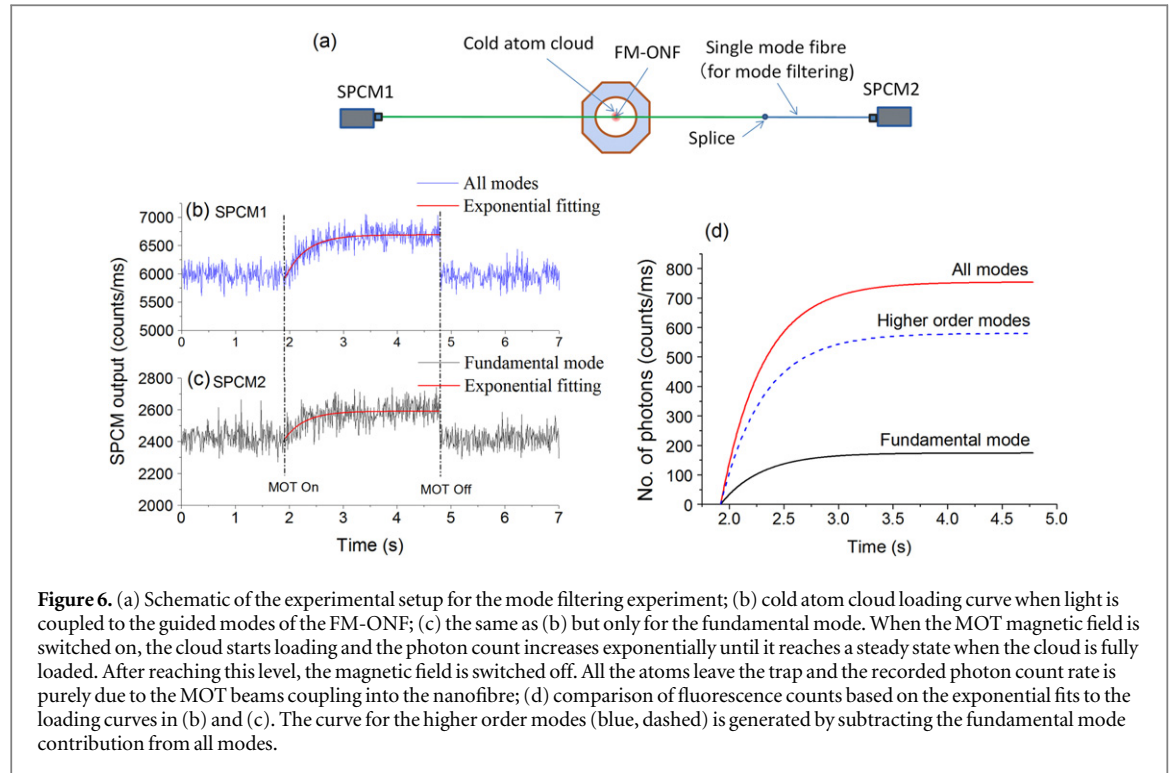 (a)
Cold atom cloud
FM-ONF
Single mode fibre
(for mode filtering)
SPCM1
SPCM2
Splice
All modes
Exponential fitting
(b) SPCM1
7000
6500
6000
5500
5000
0 1 2 3 4 5 6 7
Fundamental mode
Exponential fitting
(c) SPCM2
2800
2600
2400
2200
2000
MOT On
MOT Off
0 1 2 3 4 5 6 7
Time (s)
SPCM output (counts/ms)
(d)
800
700
600
500
400
300
200
100
0
All modes
Higher order modes
Fundamental mode
2.0 2.5 3.0 3.5 4.0 4.5 5.0
Time (s)
No. of photons (counts/ms)
Figure 6. (a) Schematic of the experimental setup for the mode filtering experiment; (b) cold atom cloud loading curve when light is
coupled to the guided modes of the FM-ONF; (c) the same as (b) but only for the fundamental mode. When the MOT magnetic field is
switched on, the cloud starts loading and the photon count increases exponentially until it reaches a steady state when the cloud is fully
loaded. After reaching this level, the magnetic field is switched off. All the atoms leave the trap and the recorded photon count rate is
purely due to the MOT beams coupling into the nanofibre; (d) comparison of fluorescence counts based on the exponential fits to the
loading curves in (b) and (c). The curve for the higher order modes (blue, dashed) is generated by subtracting the fundamental mode
contribution from all modes.